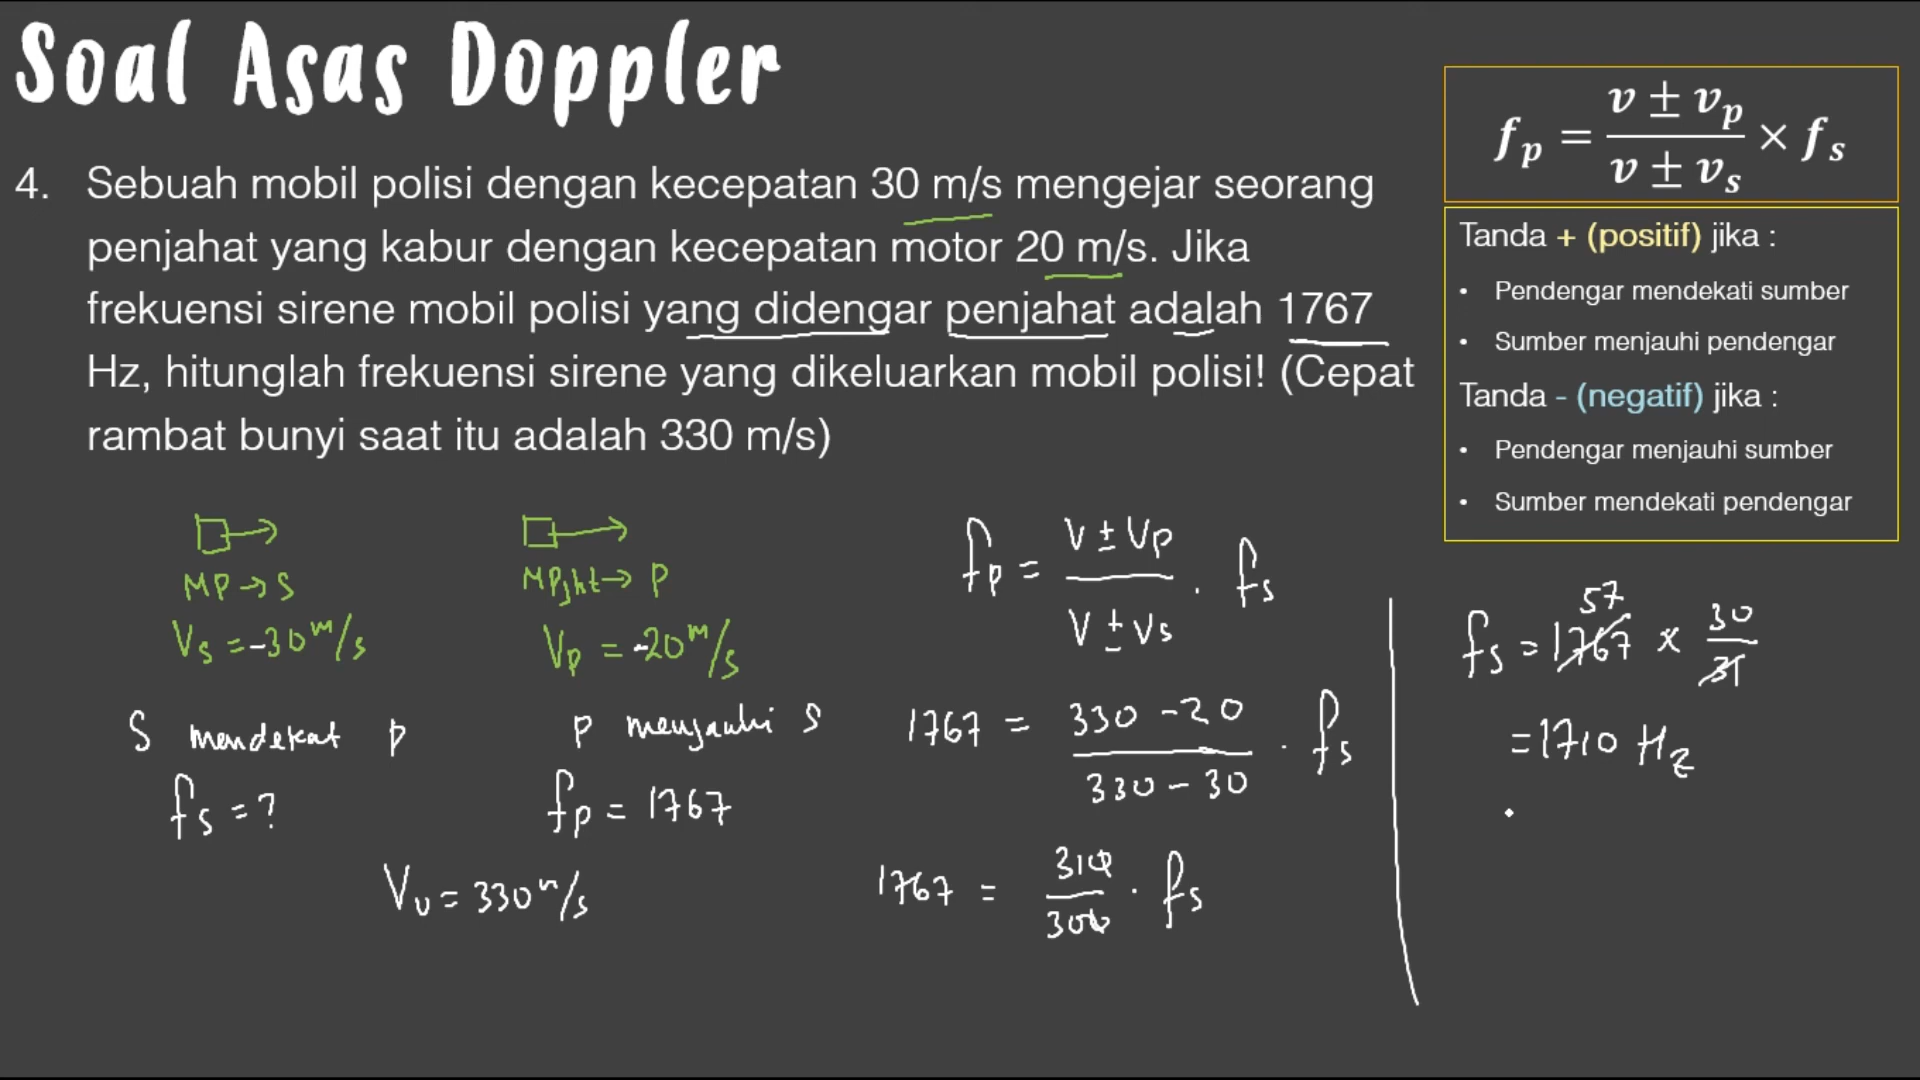 Soal Asas Doppler
4. Sebuah mobil polisi dengan kecepatan 30 m/s mengejar seorang
penjahat yang kabur dengan kecepatan motor 20 m/s. Jika
frekuensi sirene mobil polisi yang didengar penjahat adalah 1767
Hz, hitunglah frekuensi sirene yang dikeluarkan mobil polisi! (Cepat
rambat bunyi saat itu adalah 330 m/s)
f_p = (v ± v_p)/(v ± v_s) × f_s
Tanda + (positif) jika :
• Pendengar mendekati sumber
• Sumber menjauhi pendengar
Tanda - (negatif) jika :
• Pendengar menjauhi sumber
• Sumber mendekati pendengar
MP → S
Vs = -30 m/s
S mendekat P
fs = ?
MPjht → P
Vp = -20 m/s
P menjauhi S
fp = 1767
Vu = 330 m/s
fp = (V ± Vp)/(V ± Vs) . fs
1767 = (330 - 20)/(330 - 30) . fs
1767 = 310/300 . fs
57
fs = 1767 × 30/31
= 1710 Hz